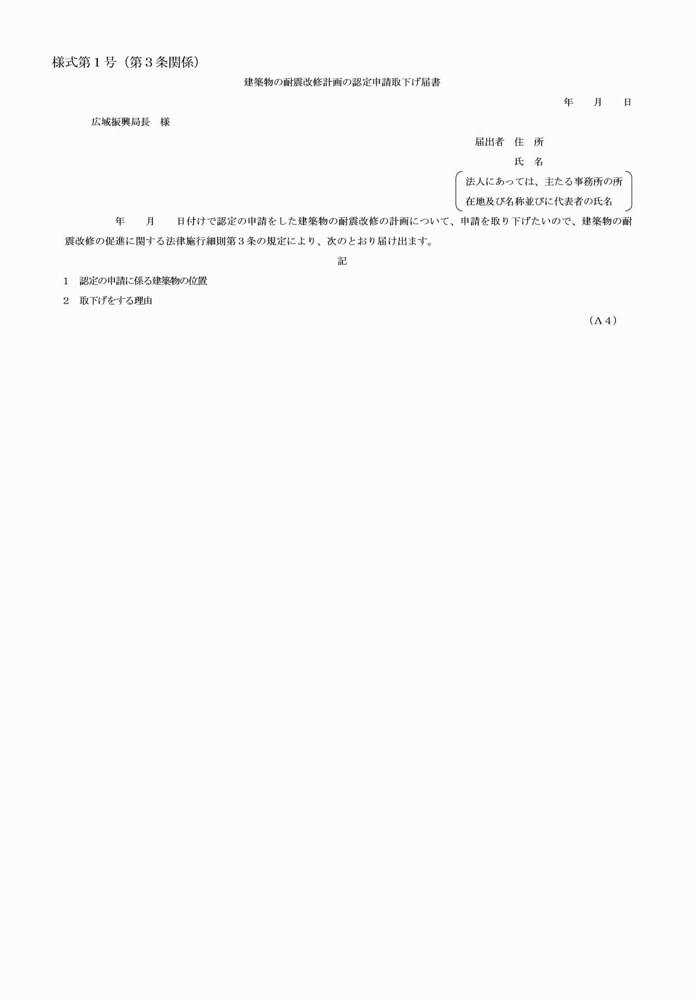 様式第１号（第３条関係）
建築物の耐震改修計画の認定申請取下げ届書
年　　月　　日
広域振興局長　様
届出者　住　所
氏　名
法人にあっては、主たる事務所の所
在地及び名称並びに代表者の氏名
年　　月　　日付けで認定の申請をした建築物の耐震改修の計画について、申請を取り下げたいので、建築物の耐
震改修の促進に関する法律施行細則第３条の規定により、次のとおり届け出ます。
記
１　認定の申請に係る建築物の位置
２　取下げをする理由
（Ａ４）